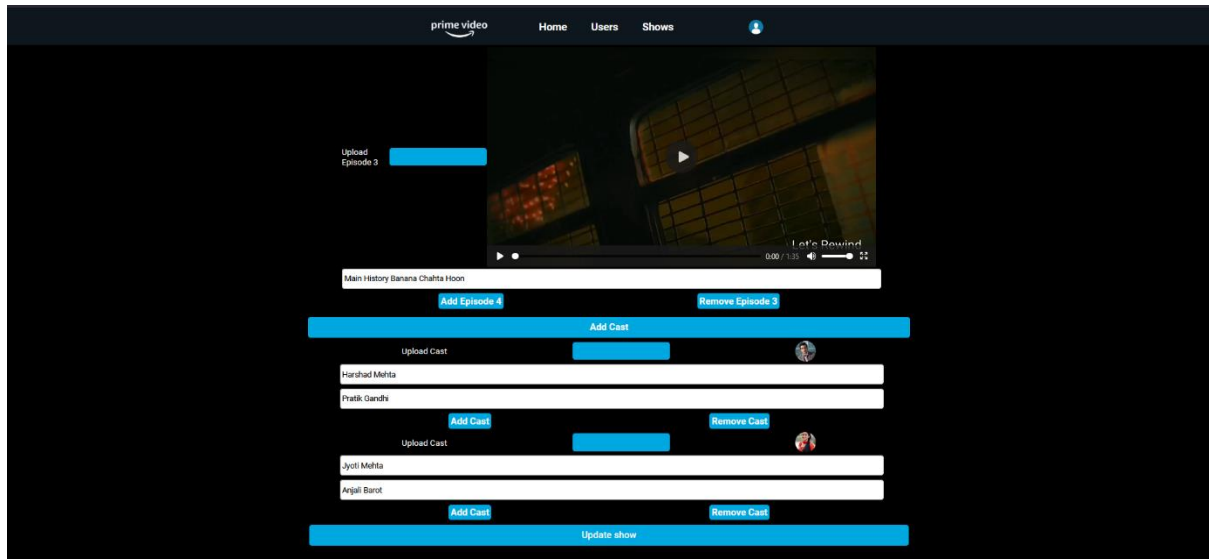 prime video Home Users Shows
Upload
Episode 3
Let's Rewind
0:00 / 1:35
Main History Banana Chahta Hoon
Add Episode 4 Remove Episode 3
Add Cast
Upload Cast
Harshad Mehta
Pratik Gandhi
Add Cast Remove Cast
Upload Cast
Jyoti Mehta
Anjali Barot
Add Cast Remove Cast
Update show